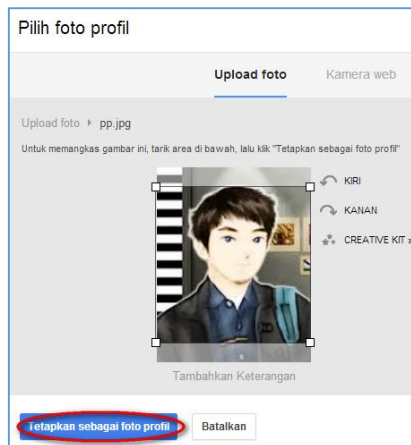 Pilih foto profil
Upload foto Kamera web
Upload foto ▸ pp.jpg
Untuk memangkas gambar ini, tarik area di bawah, lalu klik "Tetapkan sebagai foto profil"
KIRI
KANAN
CREATIVE KIT »
Tambahkan Keterangan
Tetapkan sebagai foto profil Batalkan